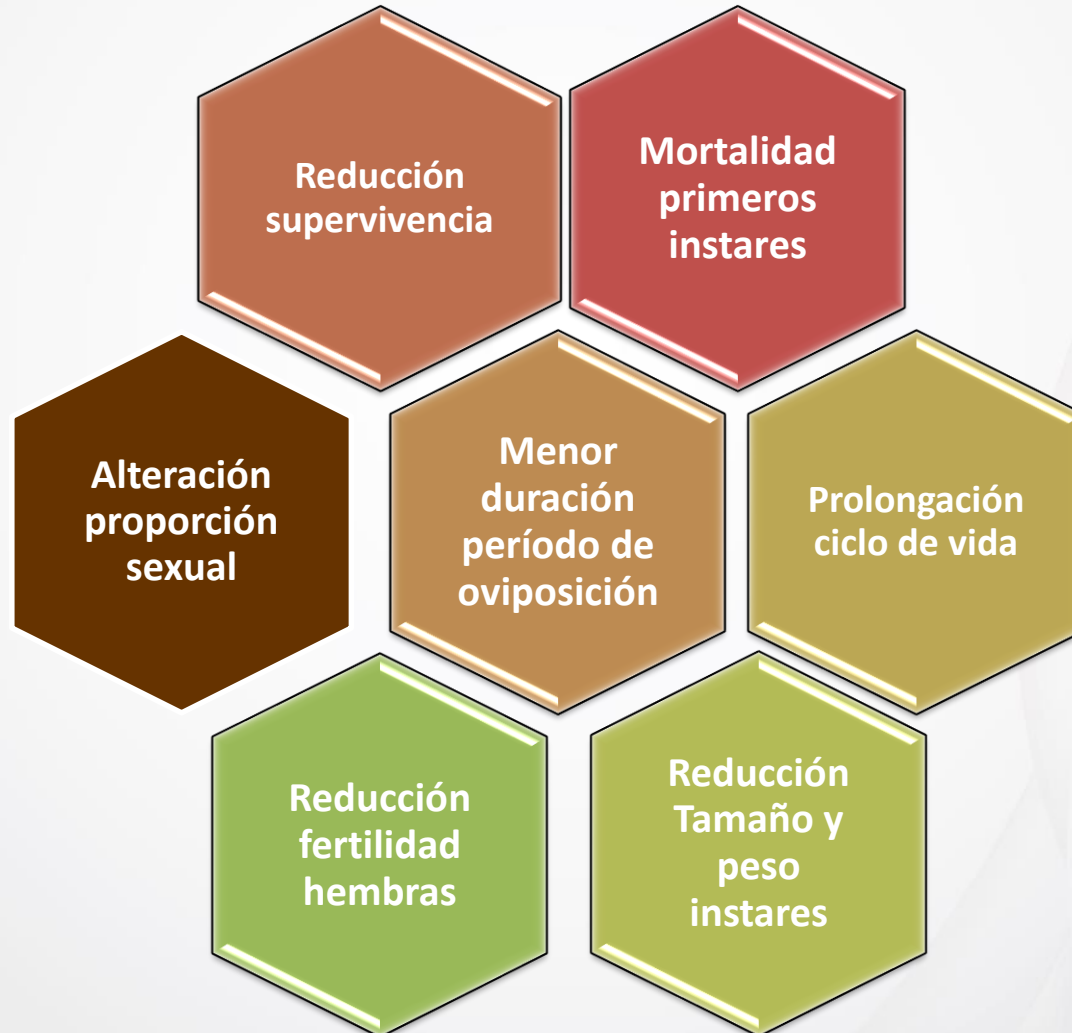 Reducción
supervivencia
Mortalidad
primeros
instares
Alteración
proporción
sexual
Menor
duración
período de
oviposición
Prolongación
ciclo de vida
Reducción
fertilidad
hembras
Reducción
Tamaño y
peso
instares